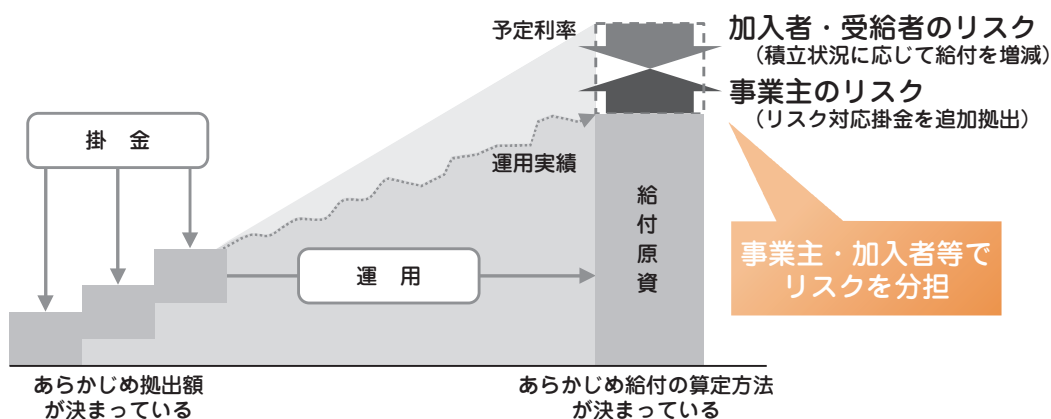 予定利率
加入者・受給者のリスク
（積立状況に応じて給付を増減）
事業主のリスク
（リスク対応掛金を追加拠出）
掛　金
運用実績
給付原資
運　用
事業主・加入者等で
リスクを分担
あらかじめ拠出額
が決まっている
あらかじめ給付の算定方法
が決まっている